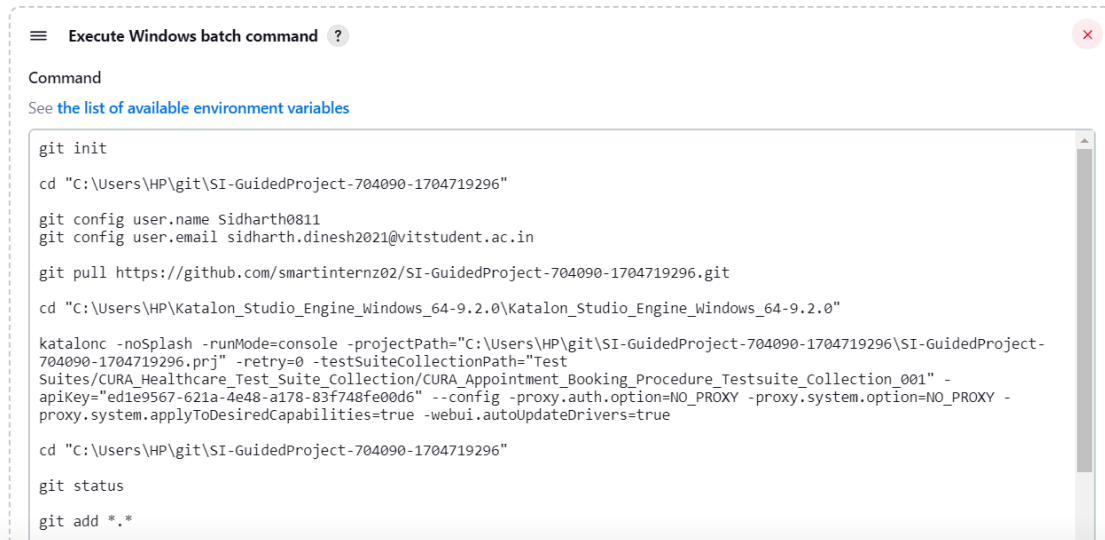 Execute Windows batch command ?
Command
See the list of available environment variables
git init
cd "C:\Users\HP\git\SI-GuidedProject-704090-1704719296"
git config user.name Sidharth0811
git config user.email sidharth.dinesh2021@vitstudent.ac.in
git pull https://github.com/smartinternz02/SI-GuidedProject-704090-1704719296.git
cd "C:\Users\HP\Katalon_Studio_Engine_Windows_64-9.2.0\Katalon_Studio_Engine_Windows_64-9.2.0"
katalonc -noSplash -runMode=console -projectPath="C:\Users\HP\git\SI-GuidedProject-704090-1704719296\SI-GuidedProject-
704090-1704719296.prj" -retry=0 -testSuiteCollectionPath="Test
Suites/CURA_Healthcare_Test_Suite_Collection/CURA_Appointment_Booking_Procedure_Testsuite_Collection_001" -
apiKey="ed1e9567-621a-4e48-a178-83f748fe00d6" --config -proxy.auth.option=NO_PROXY -proxy.system.option=NO_PROXY -
proxy.system.applyToDesiredCapabilities=true -webui.autoUpdateDrivers=true
cd "C:\Users\HP\git\SI-GuidedProject-704090-1704719296"
git status
git add *.*